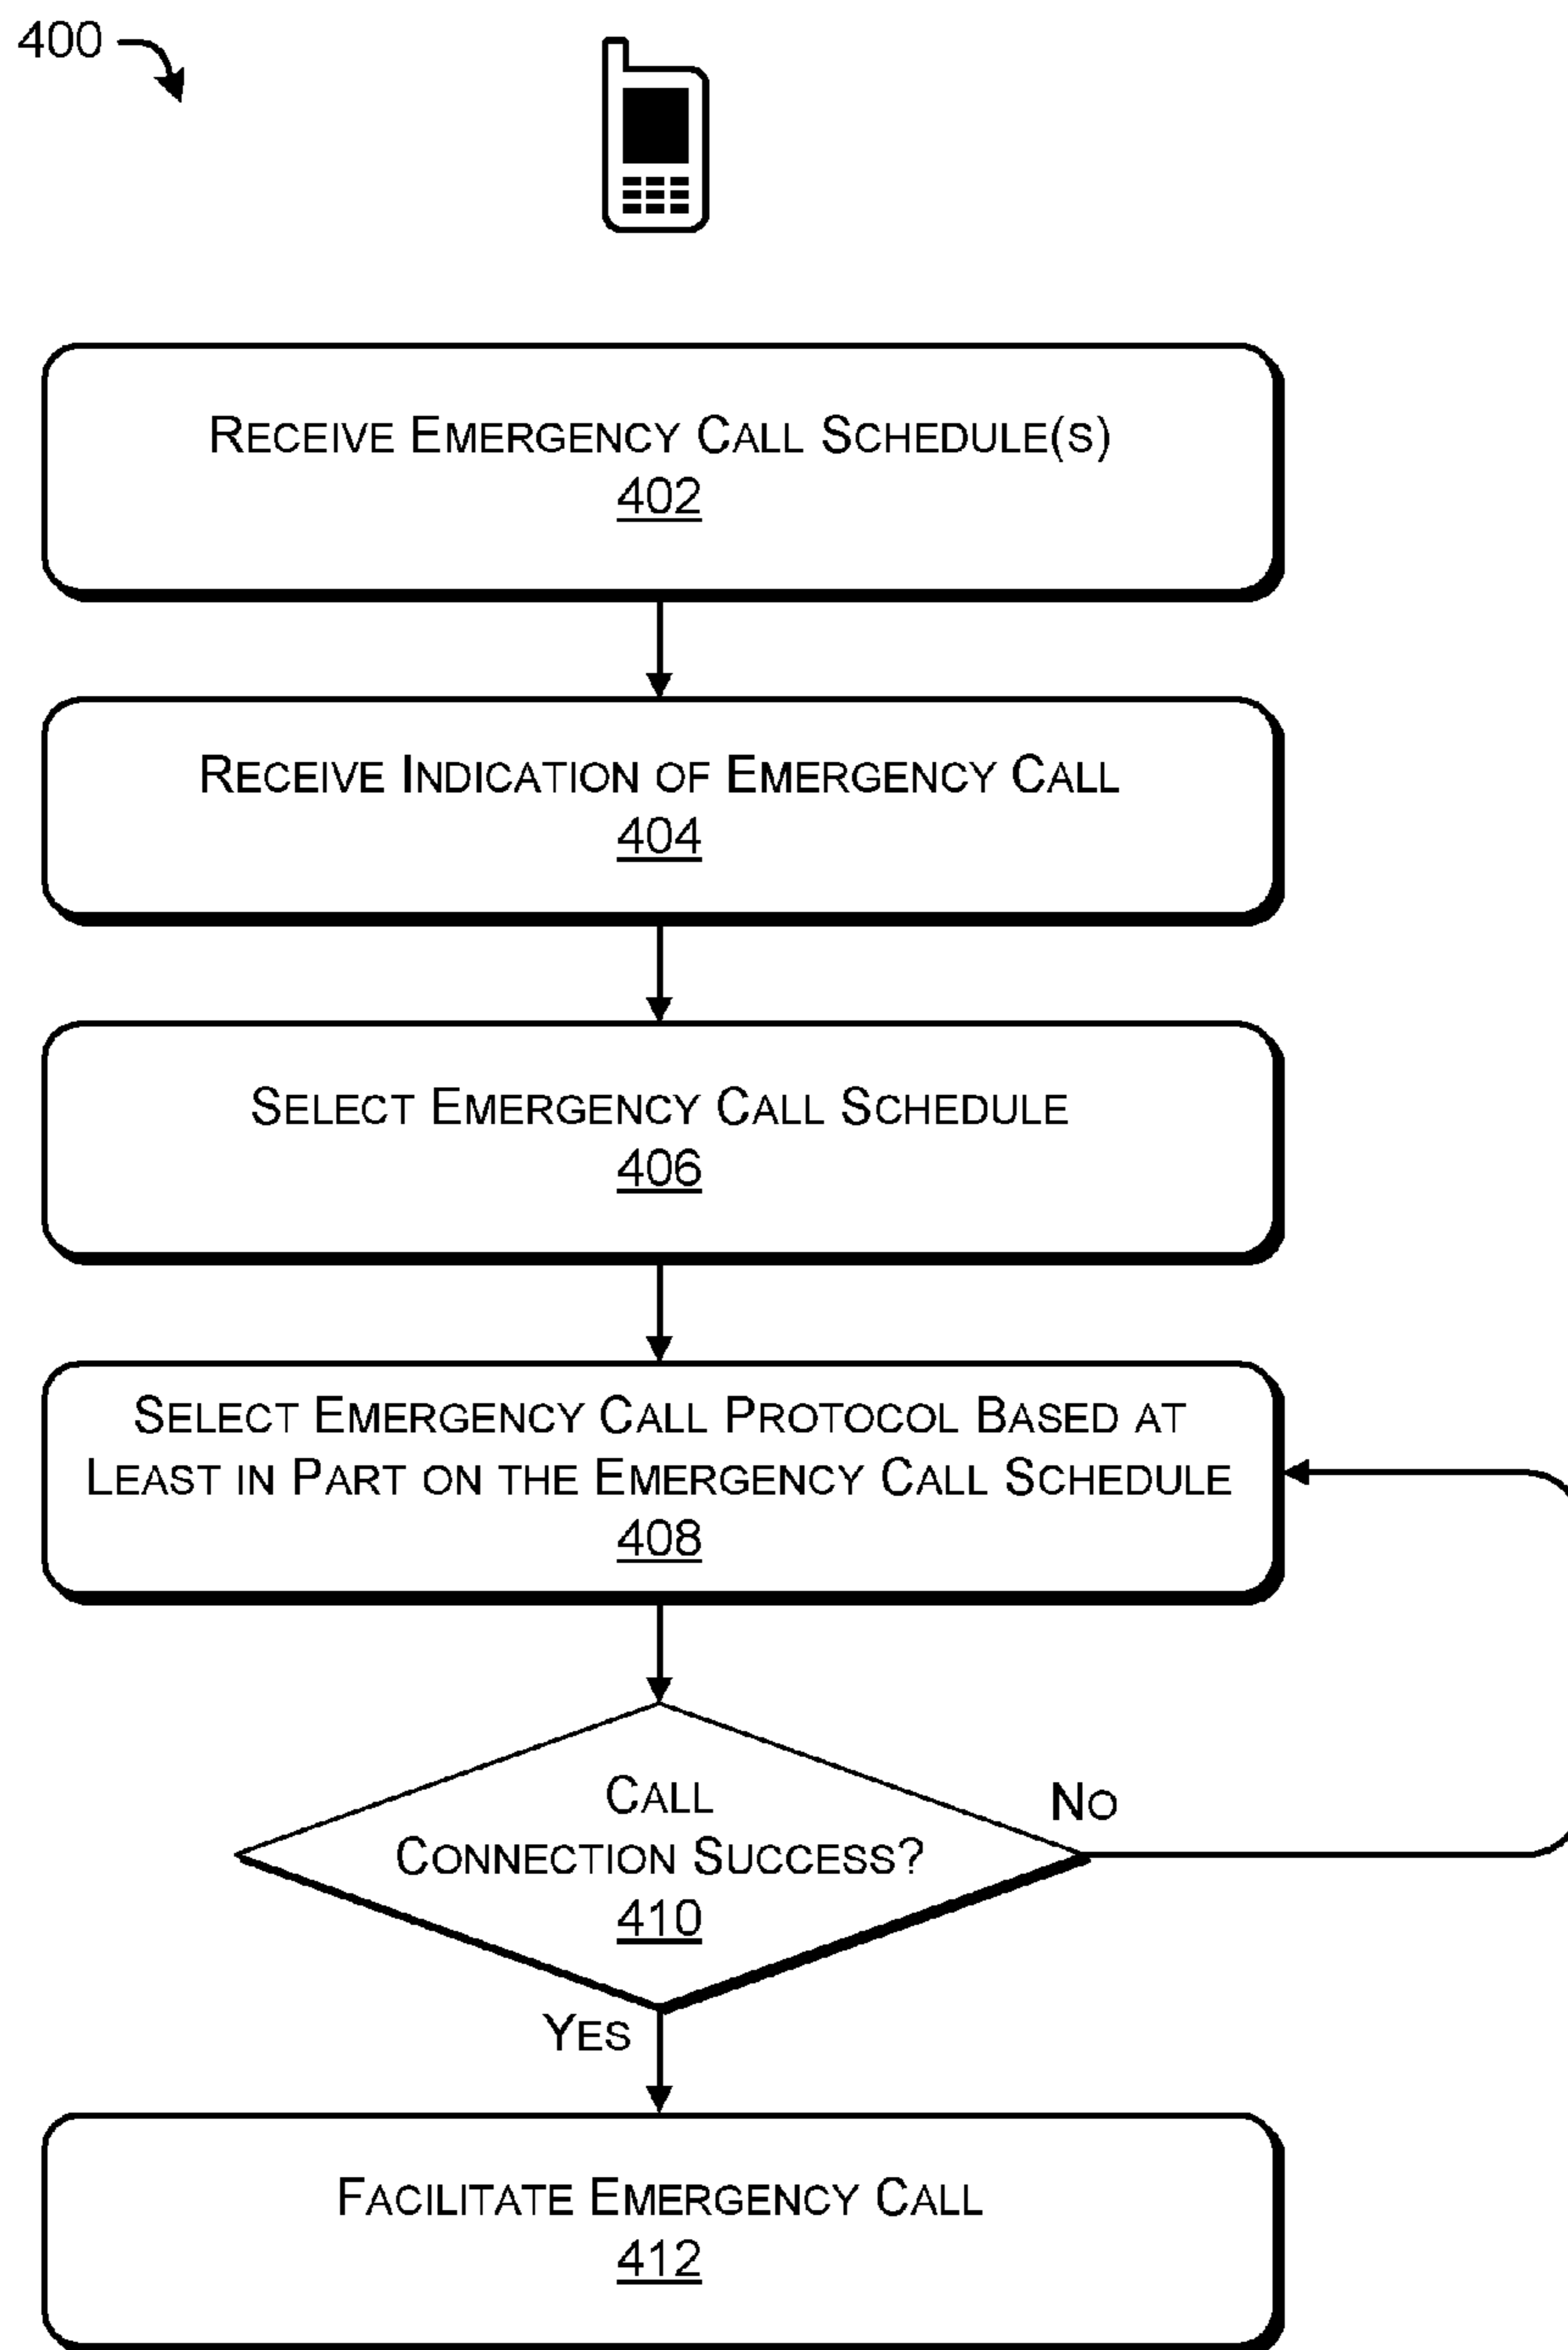 400
RECEIVE EMERGENCY CALL SCHEDULE(S)
402
RECEIVE INDICATION OF EMERGENCY CALL
404
SELECT EMERGENCY CALL SCHEDULE
406
SELECT EMERGENCY CALL PROTOCOL BASED AT
LEAST IN PART ON THE EMERGENCY CALL SCHEDULE
408
CALL
CONNECTION SUCCESS?
410
NO
YES
FACILITATE EMERGENCY CALL
412